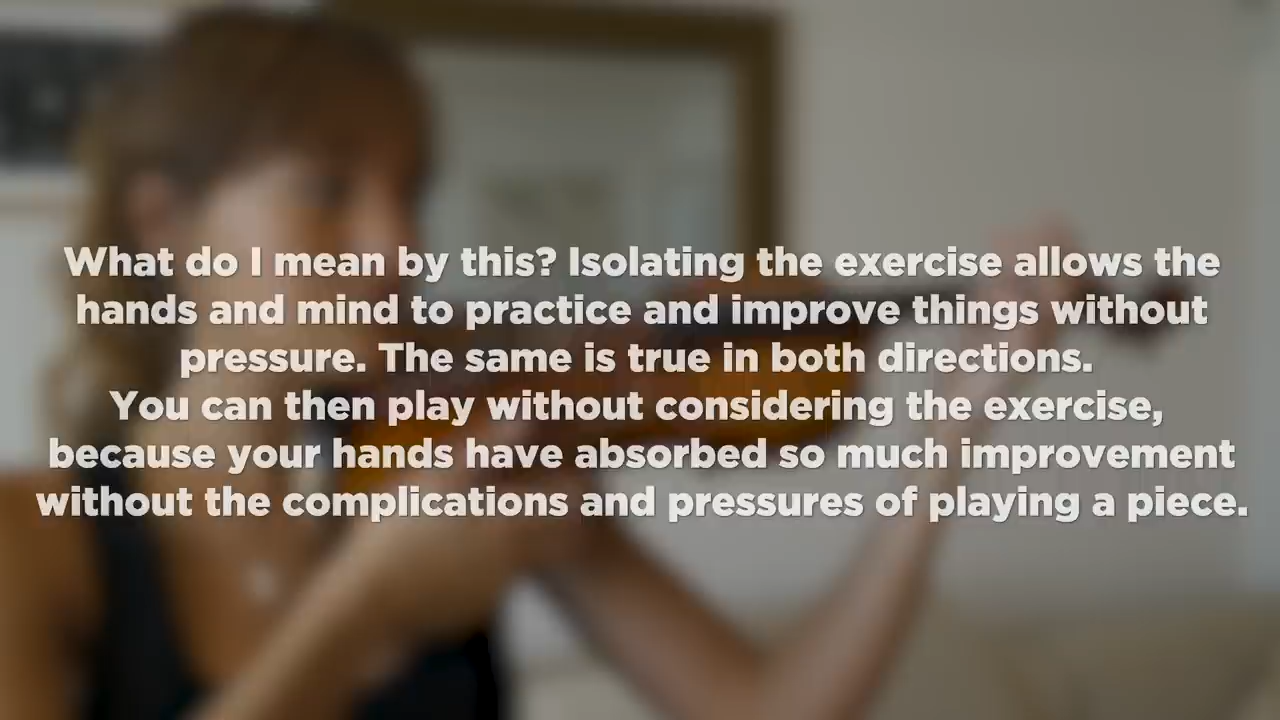 What do I mean by this? Isolating the exercise allows the
hands and mind to practice and improve things without
pressure. The same is true in both directions.
You can then play without considering the exercise,
because your hands have absorbed so much improvement
without the complications and pressures of playing a piece.